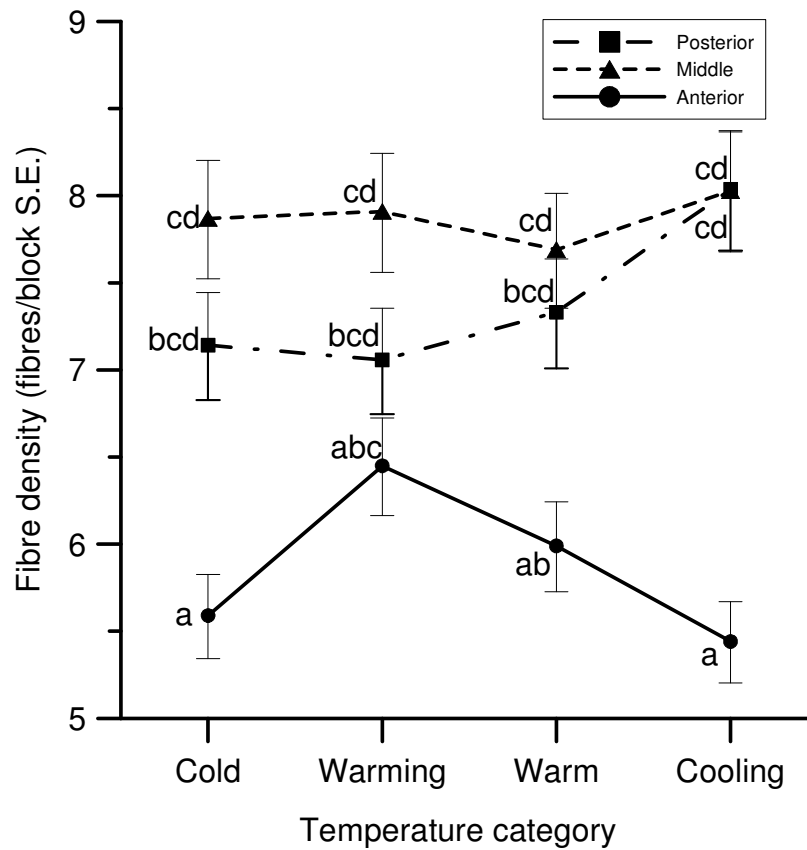 9
8
7
6
5
Fibre density (fibres/block S.E.)
Posterior
Middle
Anterior
cd
cd
cd
cd
cd
bcd
bcd
bcd
abc
a
ab
a
Cold Warming Warm Cooling
Temperature category